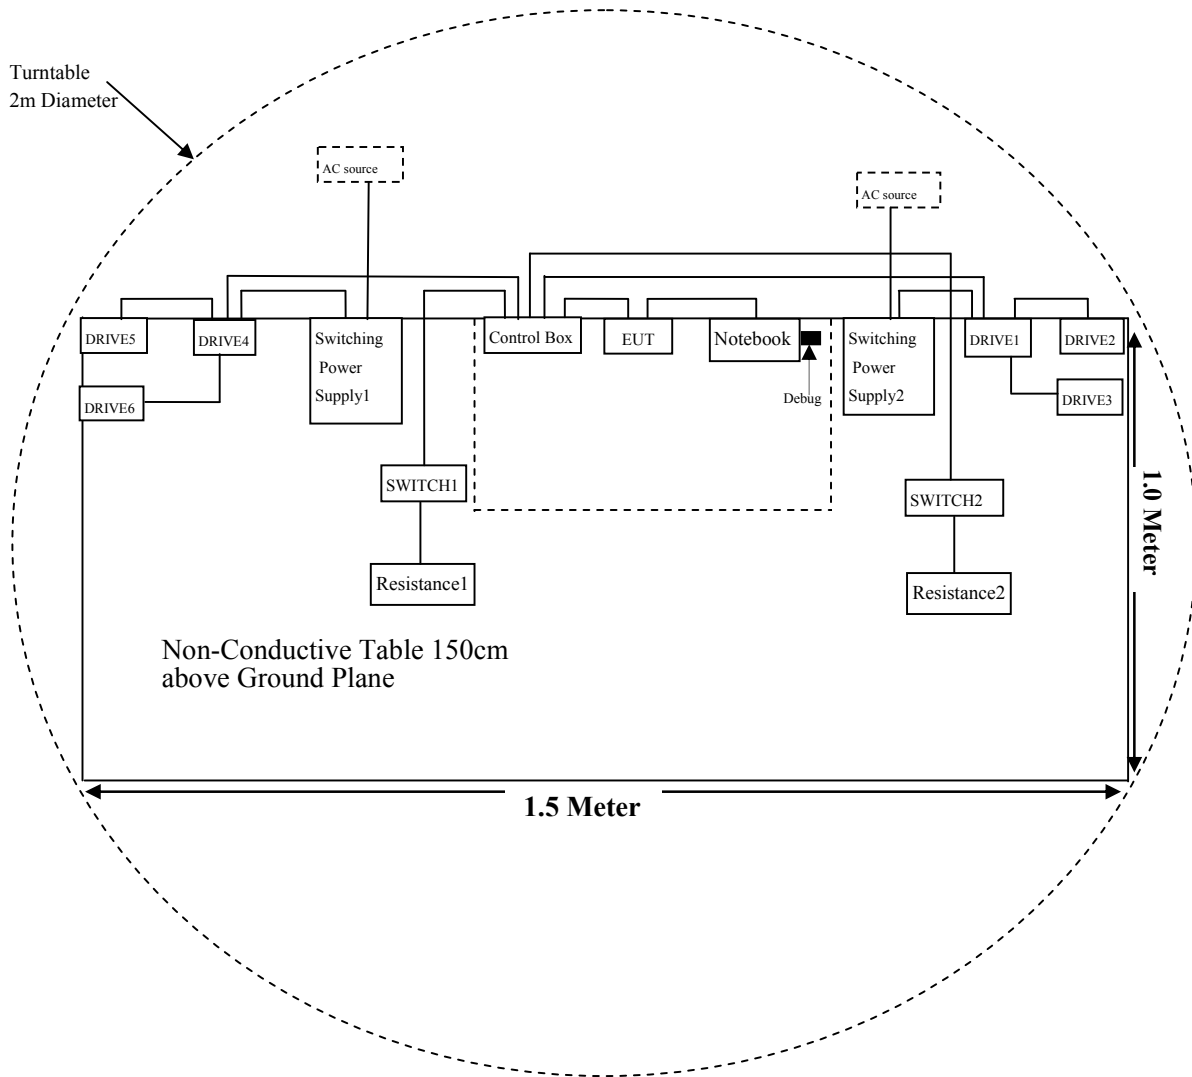 Turntable
2m Diameter
AC source
AC source
DRIVE5
DRIVE4
Switching
Power
Supply1
Control Box
EUT
Notebook
Debug
Switching
Power
Supply2
DRIVE1
DRIVE2
DRIVE6
DRIVE3
SWITCH1
SWITCH2
Resistance1
Resistance2
1.0 Meter
Non-Conductive Table 150cm
above Ground Plane
1.5 Meter